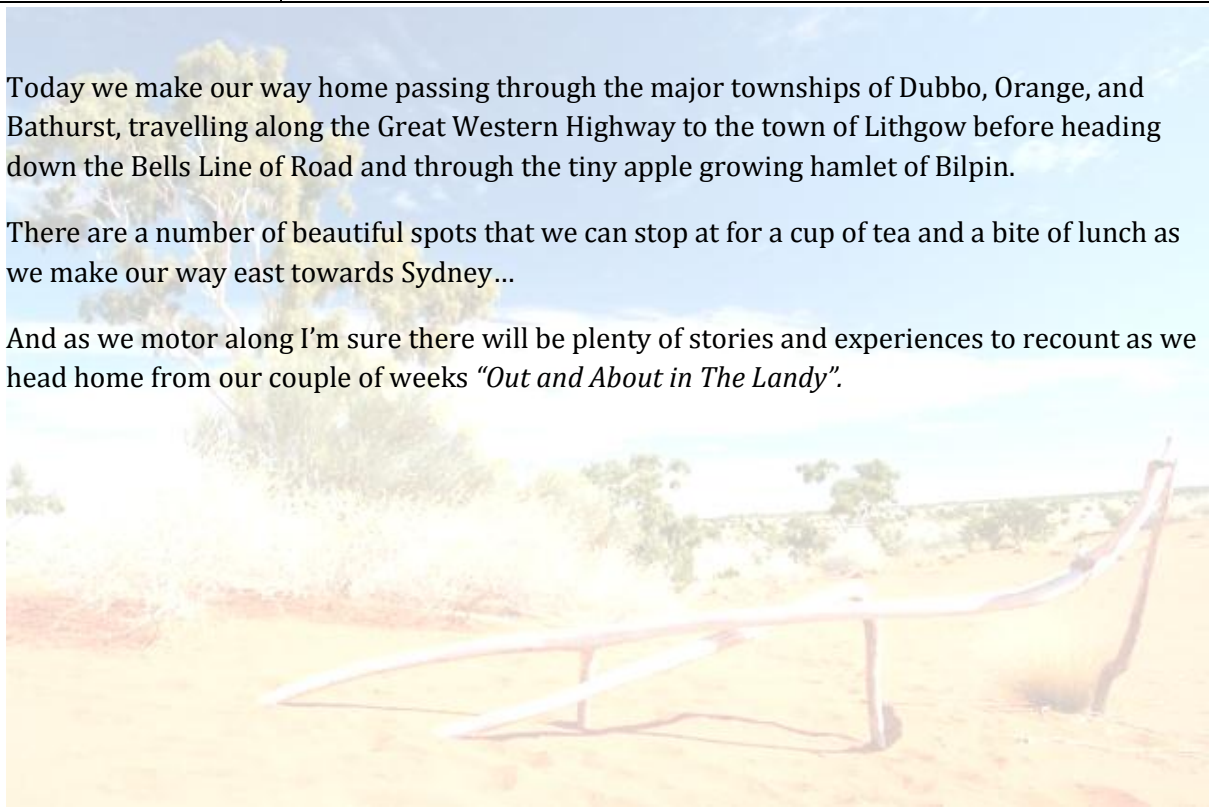 Today we make our way home passing through the major townships of Dubbo, Orange, and
Bathurst, travelling along the Great Western Highway to the town of Lithgow before heading
down the Bells Line of Road and through the tiny apple growing hamlet of Bilpin.
There are a number of beautiful spots that we can stop at for a cup of tea and a bite of lunch as
we make our way east towards Sydney…
And as we motor along I’m sure there will be plenty of stories and experiences to recount as we
head home from our couple of weeks “Out and About in The Landy”.